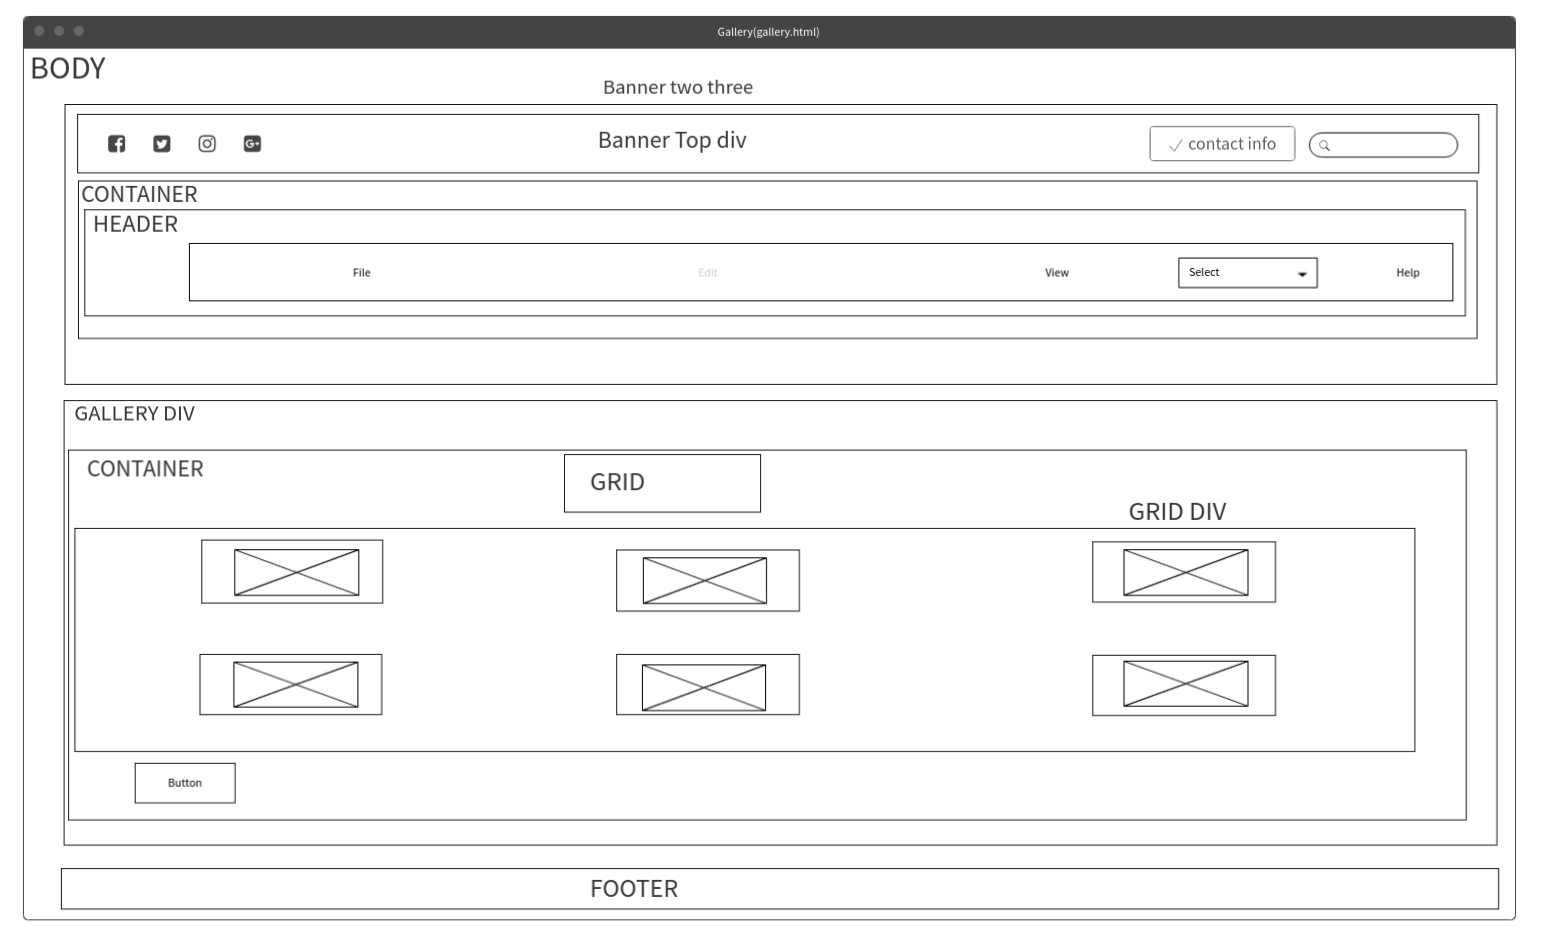 Gallery(gallery.html)
BODY
Banner two three
Banner Top div
contact info
CONTAINER
HEADER
File
Edit
View
Select
Help
GALLERY DIV
CONTAINER
GRID
GRID DIV
Button
FOOTER